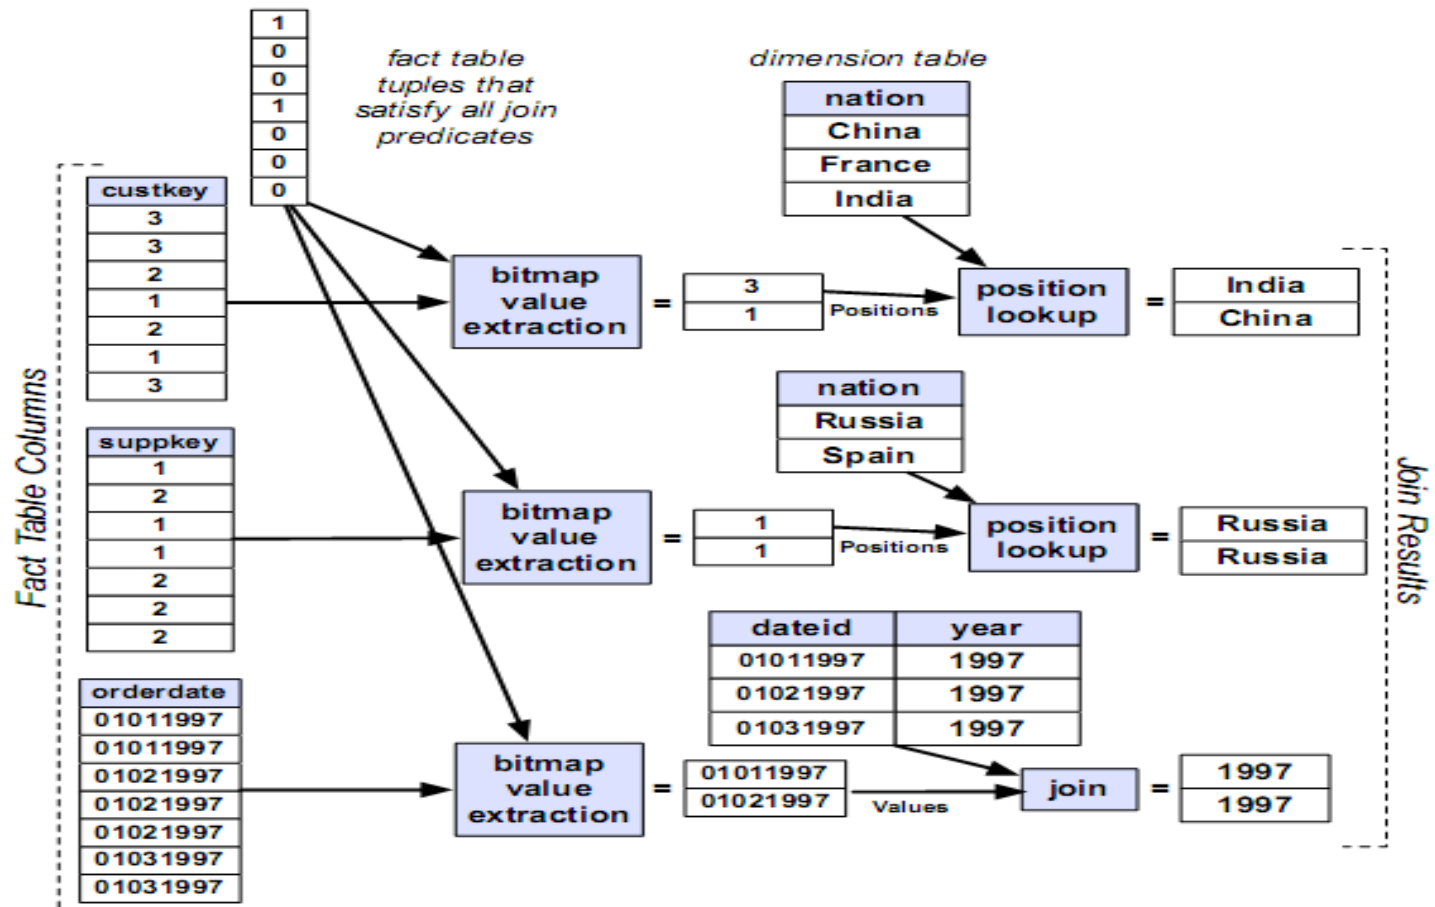 1
0
0
1
0
0
0
fact table
tuples that
satisfy all join
predicates
dimension table
nation
China
France
India
Fact Table Columns
custkey
3
3
2
1
2
1
3
bitmap
value
extraction
=
3
1
Positions
position
lookup
=
India
China
suppkey
1
2
1
1
2
2
2
bitmap
value
extraction
=
1
1
Positions
nation
Russia
Spain
position
lookup
=
Russia
Russia
Join Results
orderdate
01011997
01011997
01021997
01021997
01021997
01031997
01031997
bitmap
value
extraction
=
01011997
01021997
Values
dateid year
01011997 1997
01021997 1997
01031997 1997
join
=
1997
1997